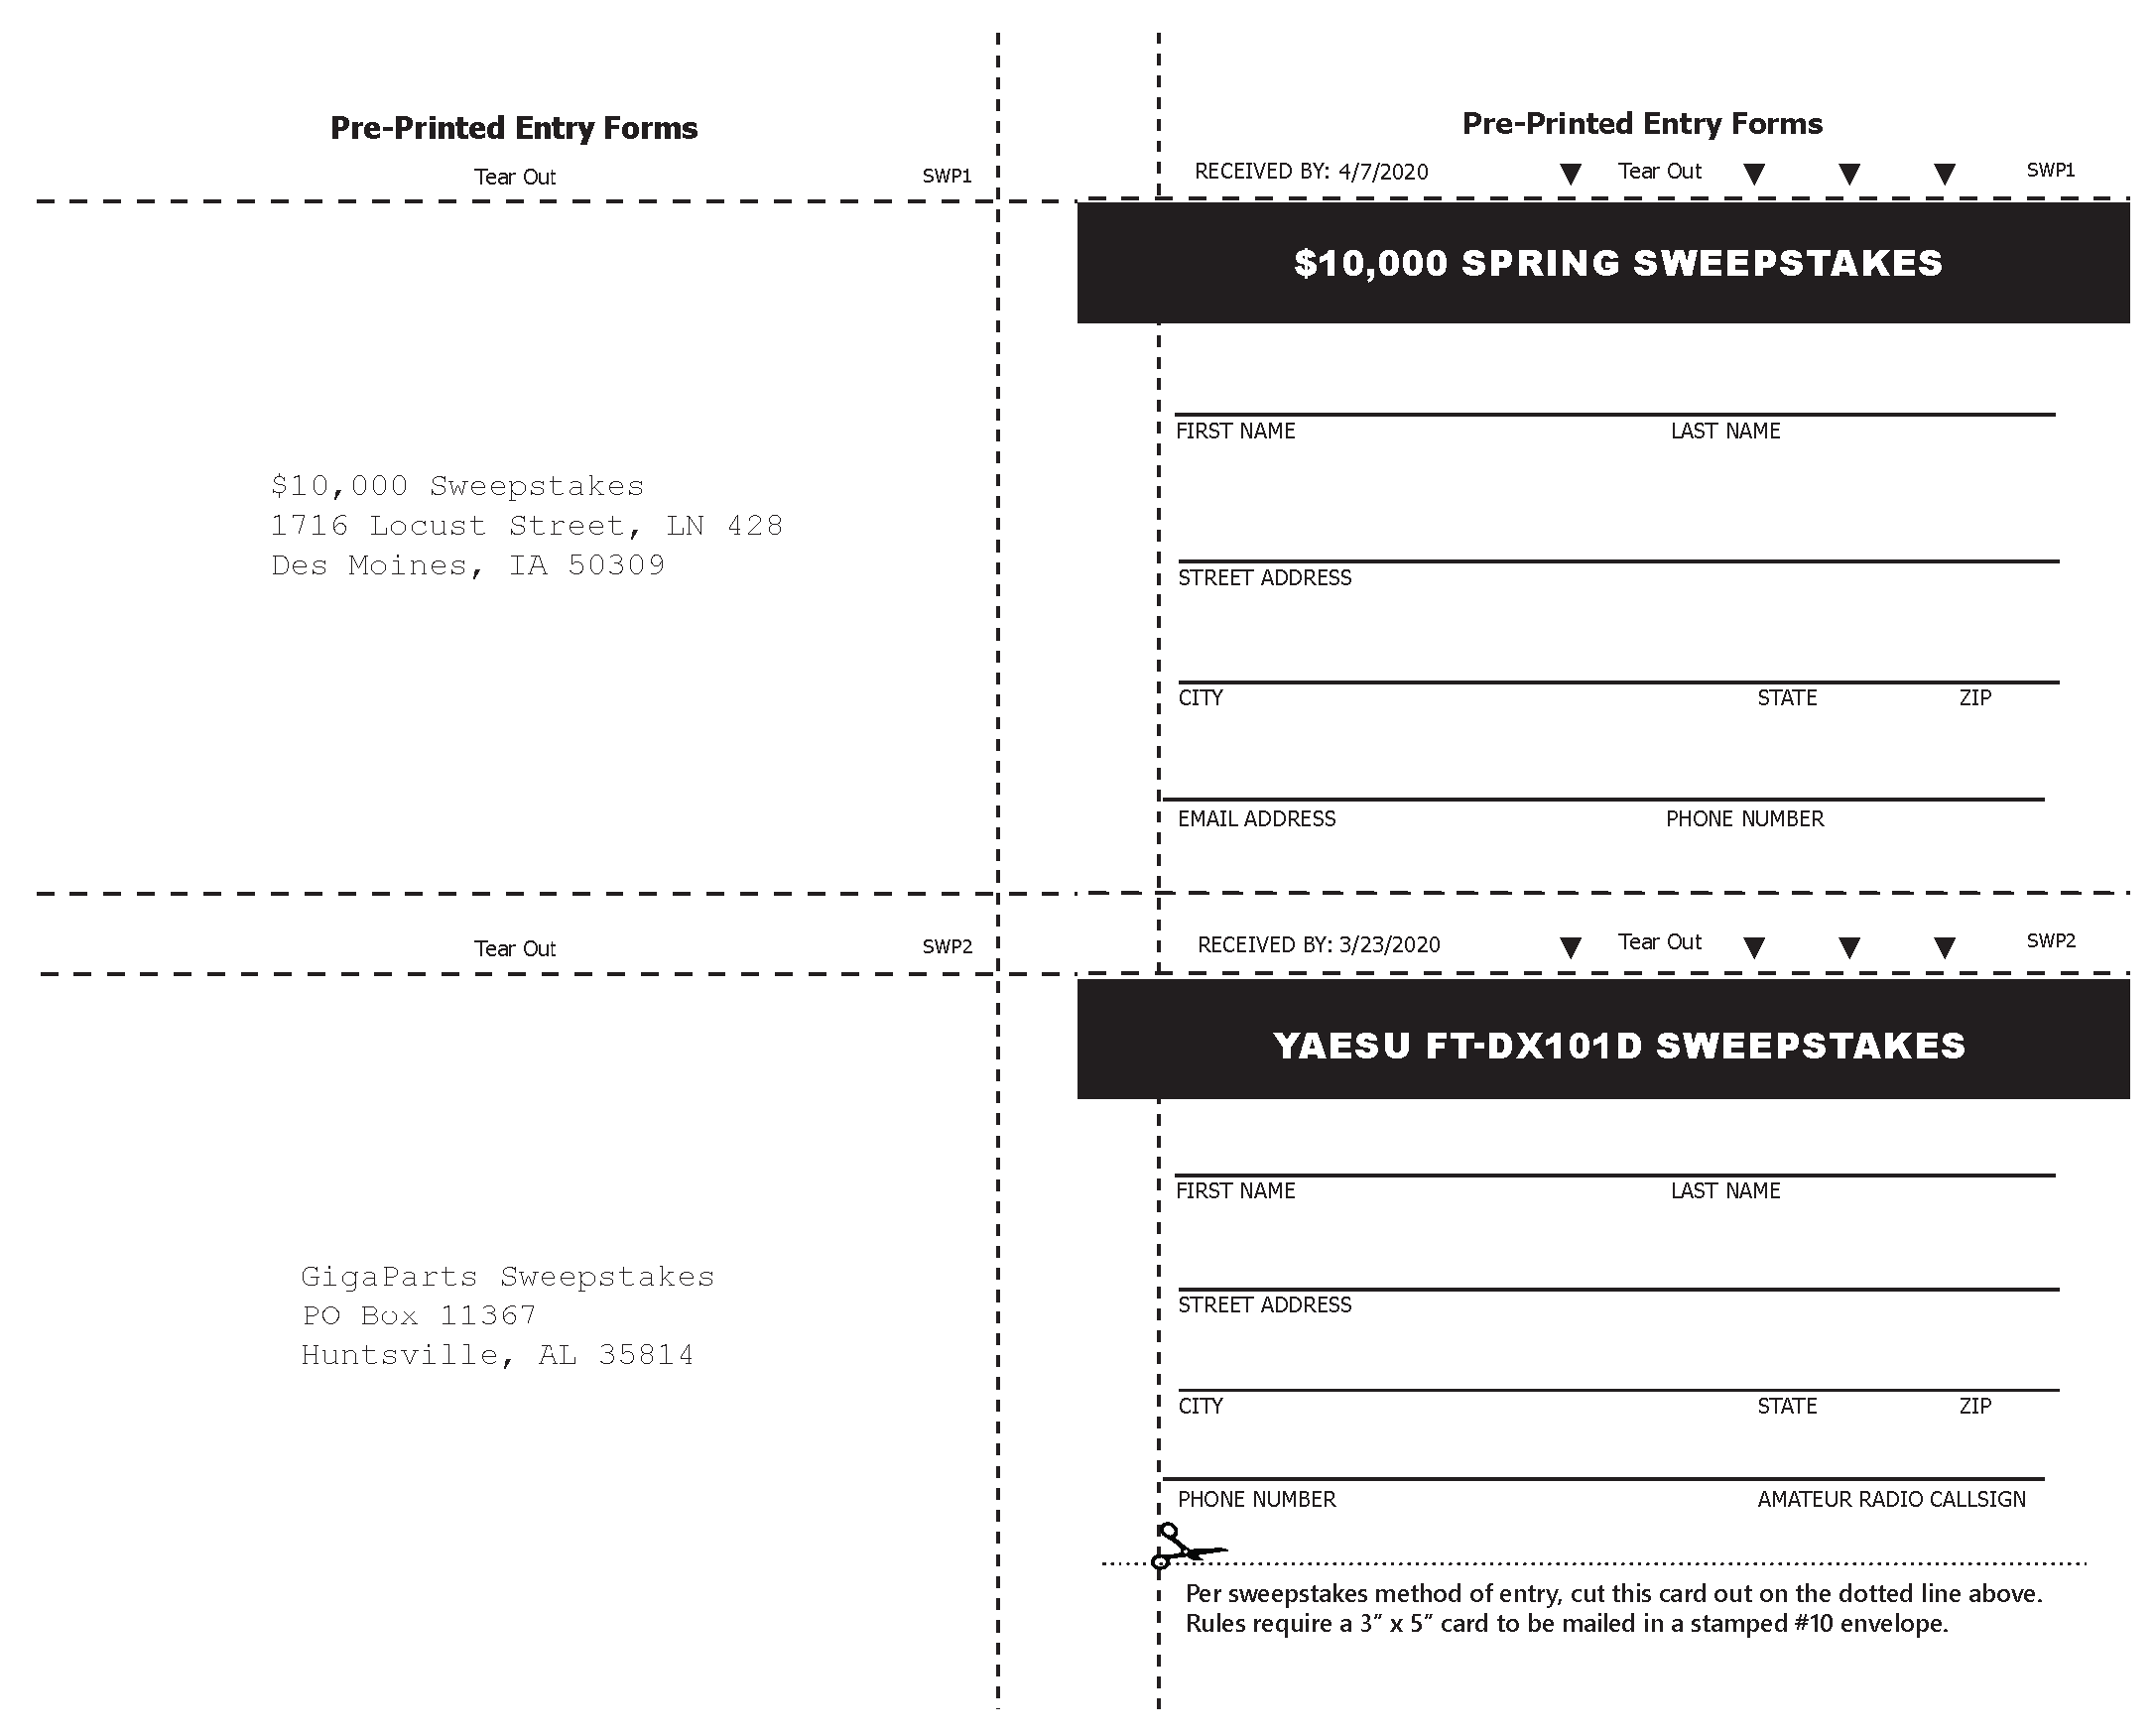 Pre-Printed Entry Forms
Tear Out SWP1
$10,000 Sweepstakes
1716 Locust Street, LN 428
Des Moines, IA 50309
Pre-Printed Entry Forms
RECEIVED BY: 4/7/2020 Tear Out SWP1
$10,000 SPRING SWEEPSTAKES
FIRST NAME LAST NAME
STREET ADDRESS
CITY STATE ZIP
EMAIL ADDRESS PHONE NUMBER
Tear Out SWP2
GigaParts Sweepstakes
PO Box 11367
Huntsville, AL 35814
RECEIVED BY: 3/23/2020 Tear Out SWP2
YAESU FT-DX101D SWEEPSTAKES
FIRST NAME LAST NAME
STREET ADDRESS
CITY STATE ZIP
PHONE NUMBER AMATEUR RADIO CALLSIGN
Per sweepstakes method of entry, cut this card out on the dotted line above.
Rules require a 3″ x 5″ card to be mailed in a stamped #10 envelope.